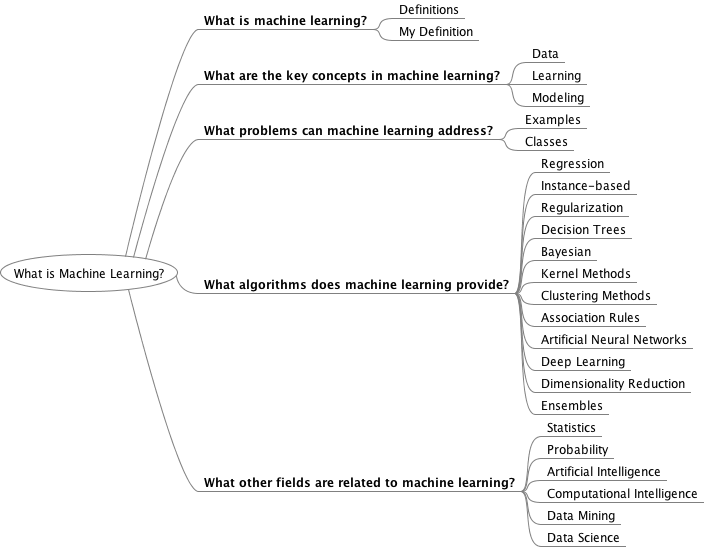 What is Machine Learning?
What is machine learning?
Definitions
My Definition
What are the key concepts in machine learning?
Data
Learning
Modeling
What problems can machine learning address?
Examples
Classes
What algorithms does machine learning provide?
Regression
Instance-based
Regularization
Decision Trees
Bayesian
Kernel Methods
Clustering Methods
Association Rules
Artificial Neural Networks
Deep Learning
Dimensionality Reduction
Ensembles
What other fields are related to machine learning?
Statistics
Probability
Artificial Intelligence
Computational Intelligence
Data Mining
Data Science